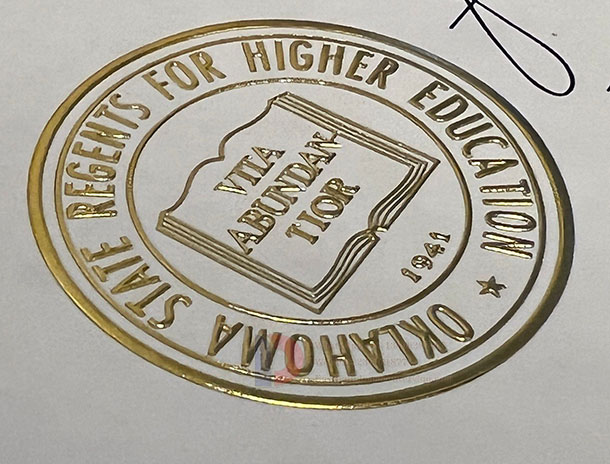 OKLAHOMA STATE REGENTS FOR HIGHER EDUCATION ★
VITA
ABUNDAN-
TIOR
1941